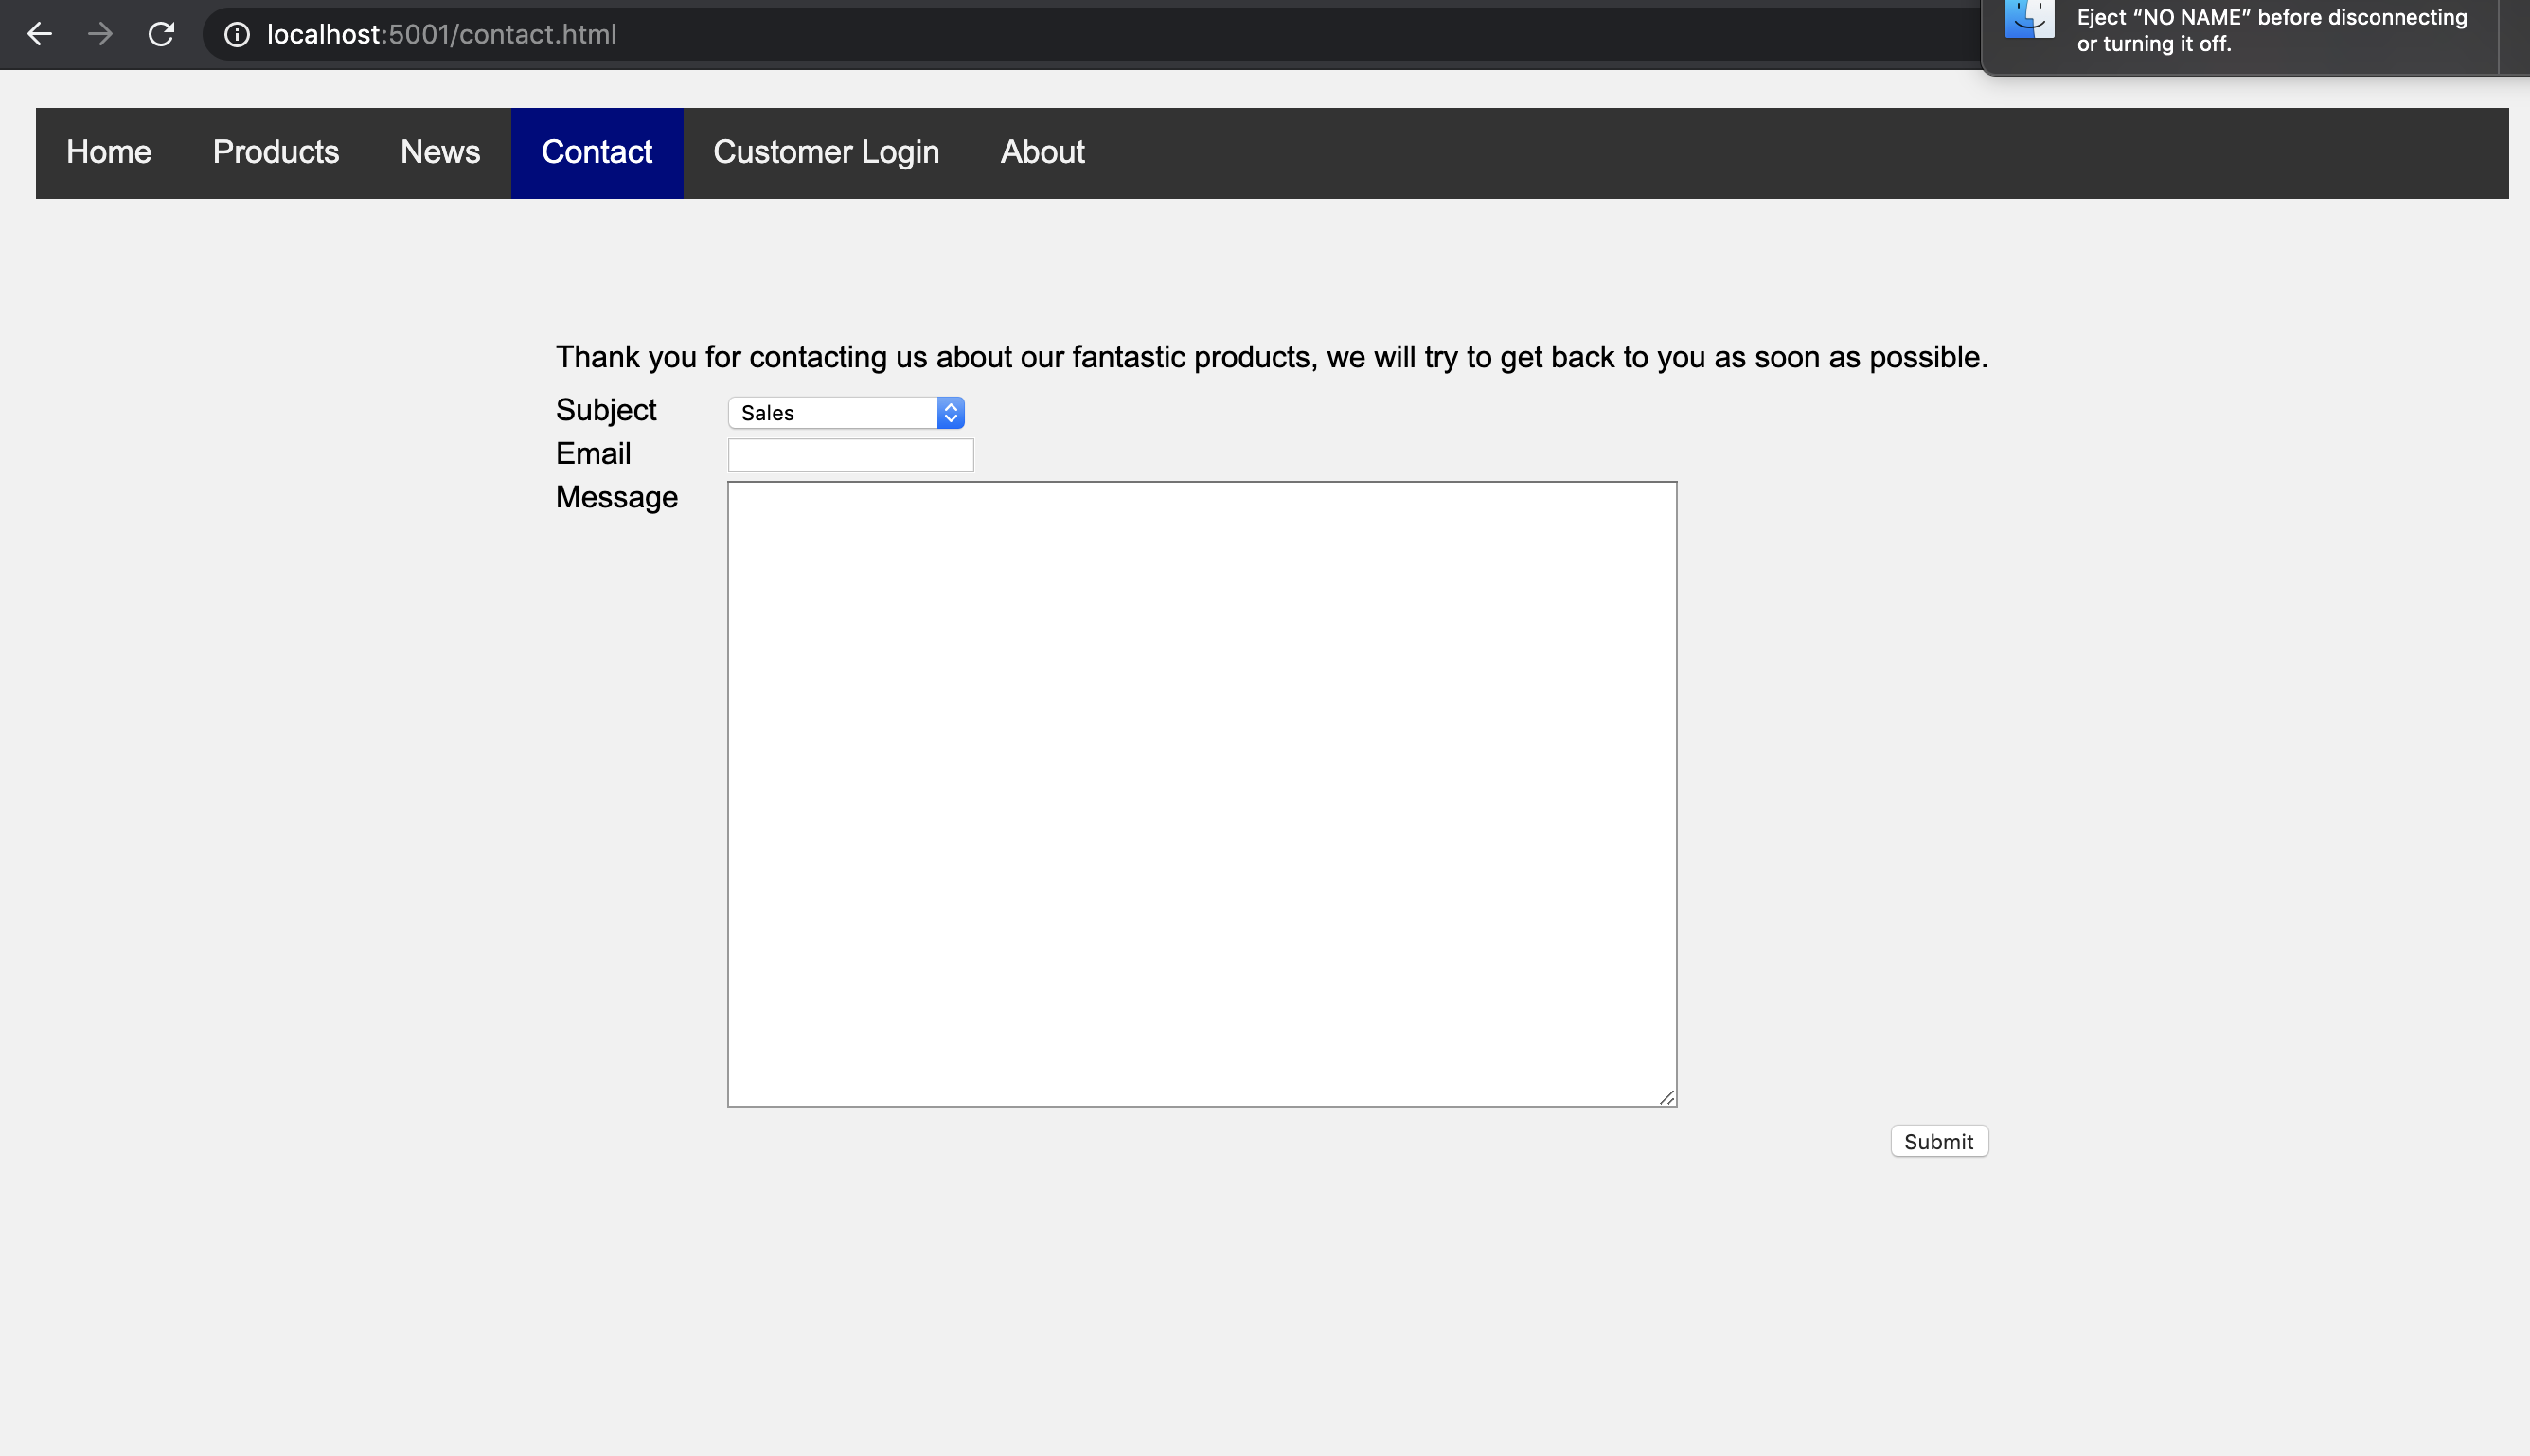 localhost:5001/contact.html
Eject “NO NAME” before disconnecting
or turning it off.
Home Products News Contact Customer Login About
Thank you for contacting us about our fantastic products, we will try to get back to you as soon as possible.
Subject Sales
Email
Message
Submit